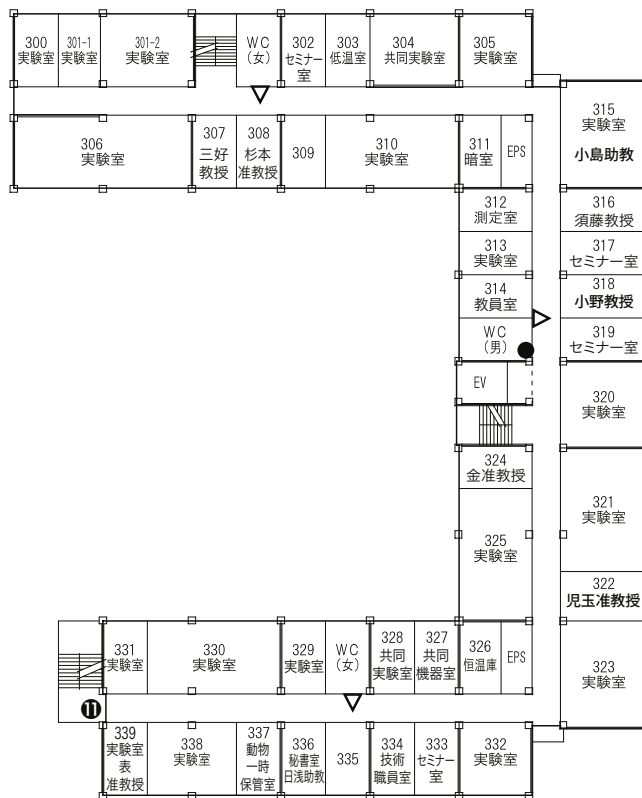 300
実験室
301-1
実験室
301-2
実験室
WC
(女)
302
セミナー
室
303
低温室
304
共同実験室
305
実験室
306
実験室
307
三好
教授
308
杉本
准教授
309
310
実験室
311
暗室
EPS
315
実験室
小島助教
312
測定室
316
須藤教授
313
実験室
317
セミナー室
314
教員室
318
小野教授
WC
(男)
319
セミナー室
EV
320
実験室
324
金准教授
321
実験室
325
実験室
322
児玉准教授
331
実験室
330
実験室
329
実験室
WC
(女)
328
共同
実験室
327
共同
機器室
326
恒温庫
EPS
323
実験室
11
339
実験室
表
准教授
338
実験室
337
動物
一時
保管室
336
秘書室
日浅助教
335
334
技術
職員室
333
セミナー
室
332
実験室